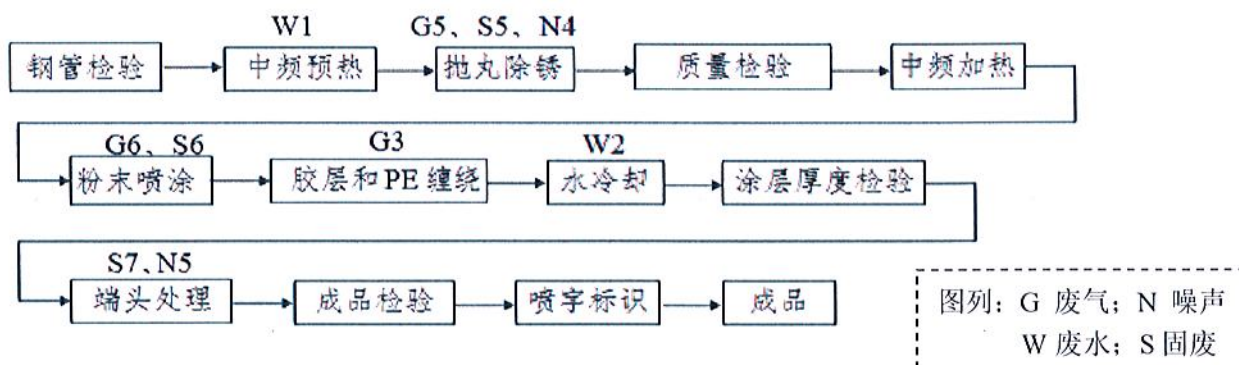 W1 G5、S5、N4
钢管检验 中频预热 抛丸除锈 质量检验 中频加热
G6、S6 G3 W2
粉末喷涂 胶层和PE缠绕 水冷却 涂层厚度检验
S7、N5
端头处理 成品检验 喷字标识 成品
图列：G 废气；N 噪声
W 废水；S 固废